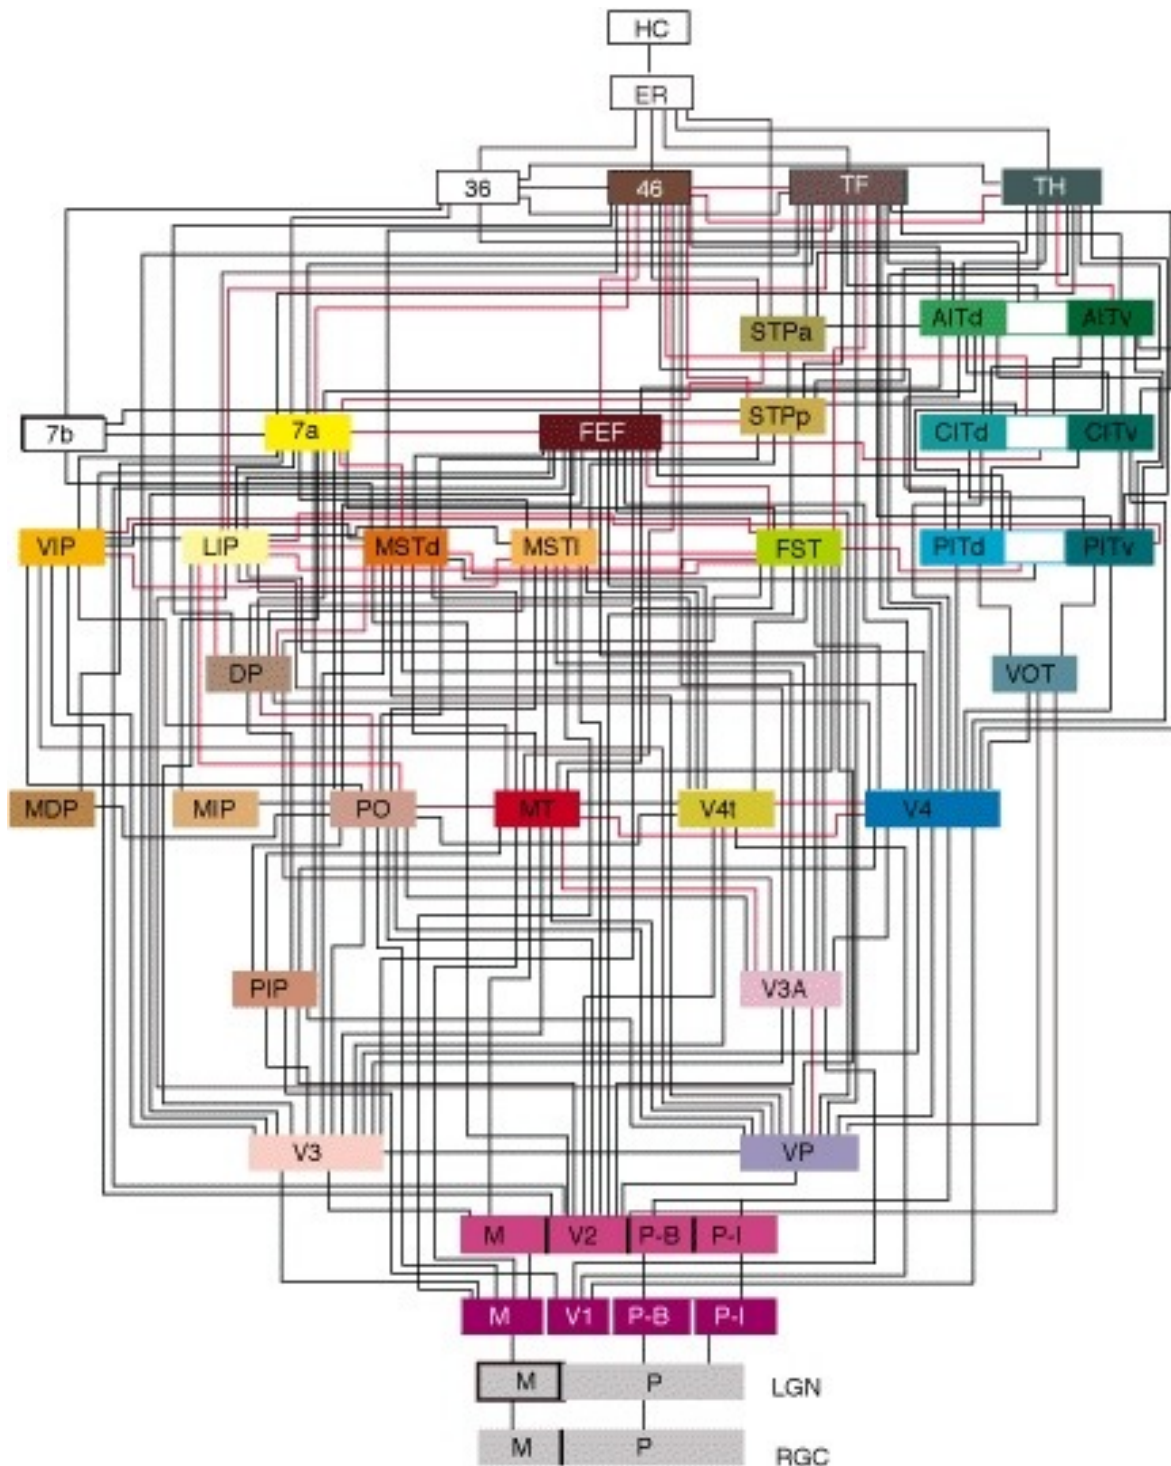 HC
ER
36 46 TF TH
AITd AITv
STPa
STPp
7b 7a FEF CITd CITv
VIP LIP MSTd MSTl FST PITd PITv
DP VOT
MDP MIP PO MT V4t V4
PIP V3A
V3 VP
M V2 P-B P-I
M V1 P-B P-I
M P LGN
M P RGC